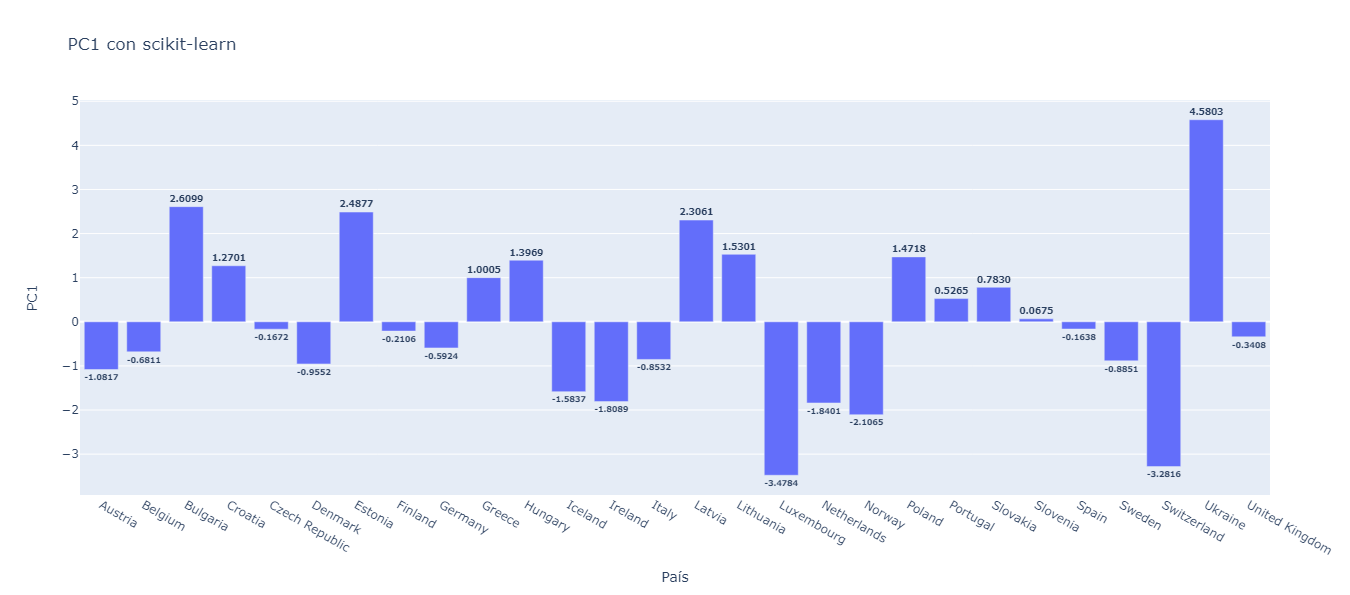 PC1 con scikit-learn
PC1
5
4
3
2
1
0
−1
−2
−3
-1.0817
-0.6811
2.6099
1.2701
-0.1672
-0.9552
2.4877
-0.2106
-0.5924
1.0005
1.3969
-1.5837
-1.8089
-0.8532
2.3061
1.5301
-3.4784
-1.8401
-2.1065
1.4718
0.5265
0.7830
0.0675
-0.1638
-0.8851
-3.2816
4.5803
-0.3408
Austria
Belgium
Bulgaria
Croatia
Czech Republic
Denmark
Estonia
Finland
Germany
Greece
Hungary
Iceland
Ireland
Italy
Latvia
Lithuania
Luxembourg
Netherlands
Norway
Poland
Portugal
Slovakia
Slovenia
Spain
Sweden
Switzerland
Ukraine
United Kingdom
País